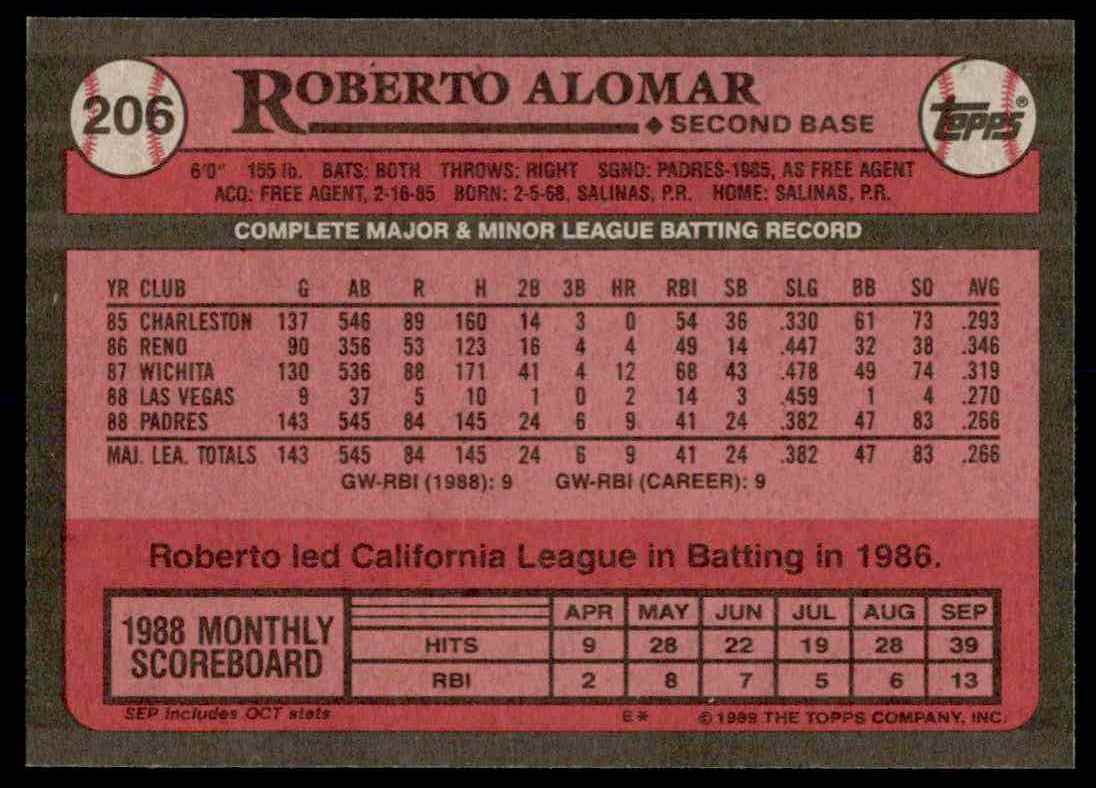 206
ROBERTO ALOMAR
SECOND BASE
TOPPS®
6'0" 155 lb. BATS: BOTH THROWS: RIGHT SGND: PADRES-1985, AS FREE AGENT
ACQ: FREE AGENT, 2-16-85 BORN: 2-5-68, SALINAS, P.R. HOME: SALINAS, P.R.
COMPLETE MAJOR & MINOR LEAGUE BATTING RECORD
YR CLUB G AB R H 2B 3B HR RBI SB SLG BB SO AVG
85 CHARLESTON 137 546 89 160 14 3 0 54 36 .330 61 73 .293
86 RENO 90 356 53 123 16 4 4 49 14 .447 32 38 .346
87 WICHITA 130 536 88 171 41 4 12 68 43 .478 49 74 .319
88 LAS VEGAS 9 37 5 10 1 0 2 14 3 .459 1 4 .270
88 PADRES 143 545 84 145 24 6 9 41 24 .382 47 83 .266
MAJ. LEA. TOTALS 143 545 84 145 24 6 9 41 24 .382 47 83 .266
GW-RBI (1988): 9 GW-RBI (CAREER): 9
Roberto led California League in Batting in 1986.
1988 MONTHLY
SCOREBOARD
APR MAY JUN JUL AUG SEP
HITS 9 28 22 19 28 39
RBI 2 8 7 5 6 13
SEP includes OCT stats
E* ©1989 THE TOPPS COMPANY, INC.